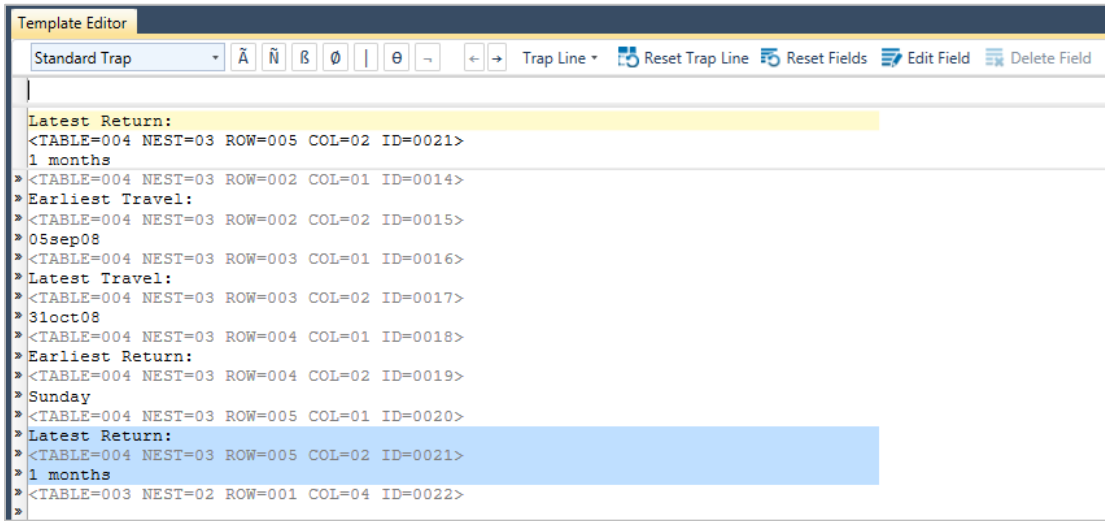 Template Editor
Standard Trap Ã Ñ ß Ø | θ ¬ ← → Trap Line Reset Trap Line Reset Fields Edit Field Delete Field
Latest Return:
<TABLE=004 NEST=03 ROW=005 COL=02 ID=0021>
1 months
» <TABLE=004 NEST=03 ROW=002 COL=01 ID=0014>
» Earliest Travel:
» <TABLE=004 NEST=03 ROW=002 COL=02 ID=0015>
» 05sep08
» <TABLE=004 NEST=03 ROW=003 COL=01 ID=0016>
» Latest Travel:
» <TABLE=004 NEST=03 ROW=003 COL=02 ID=0017>
» 31oct08
» <TABLE=004 NEST=03 ROW=004 COL=01 ID=0018>
» Earliest Return:
» <TABLE=004 NEST=03 ROW=004 COL=02 ID=0019>
» Sunday
» <TABLE=004 NEST=03 ROW=005 COL=01 ID=0020>
» Latest Return:
» <TABLE=004 NEST=03 ROW=005 COL=02 ID=0021>
» 1 months
» <TABLE=003 NEST=02 ROW=001 COL=04 ID=0022>
»